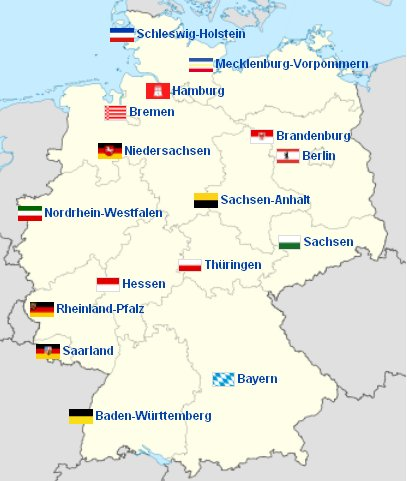 Schleswig-Holstein
Mecklenburg-Vorpommern
Hamburg
Bremen
Brandenburg
Niedersachsen
Berlin
Sachsen-Anhalt
Nordrhein-Westfalen
Sachsen
Thüringen
Hessen
Rheinland-Pfalz
Saarland
Bayern
Baden-Württemberg